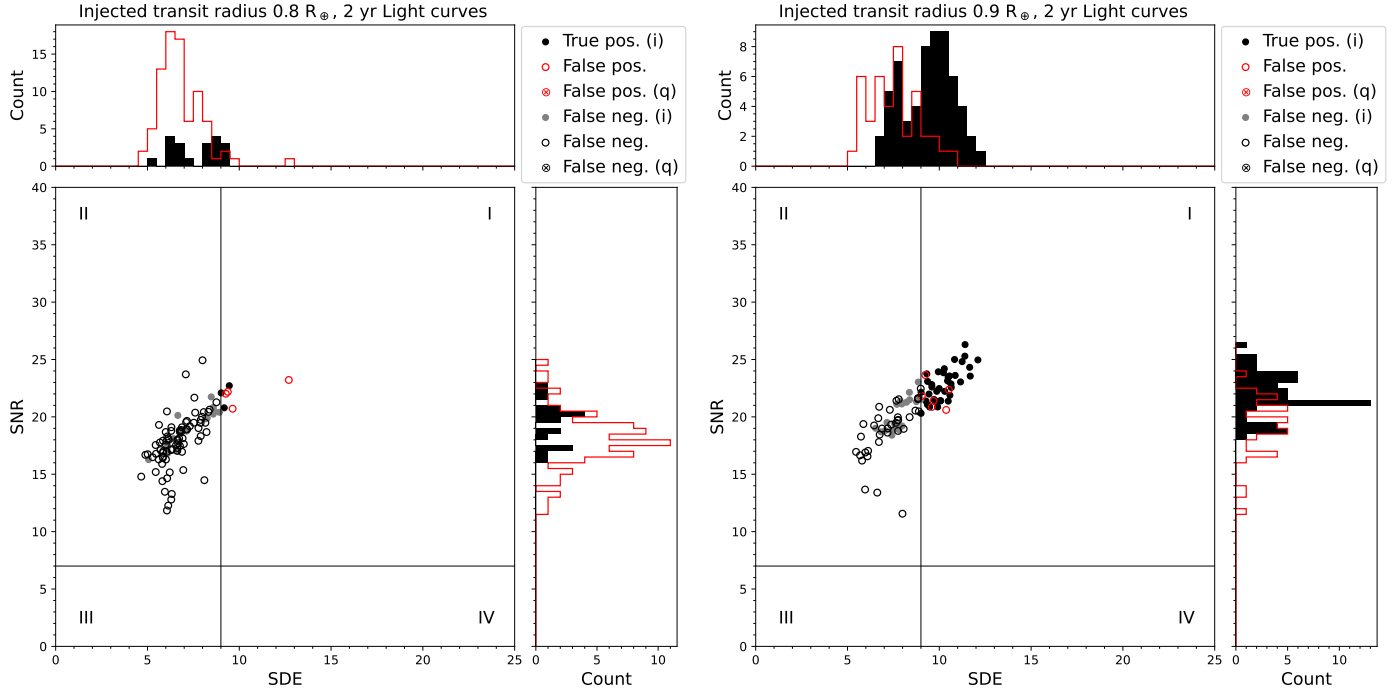 Injected transit radius 0.8 R⊕, 2 yr Light curves
15
10
5
0
Count
True pos. (i)
False pos.
False pos. (q)
False neg. (i)
False neg.
False neg. (q)
40
35
30
25
20
15
10
5
0
SNR
II
I
III
IV
0 5 10 15 20 25
SDE
0 5 10
Count
Injected transit radius 0.9 R⊕, 2 yr Light curves
8
6
4
2
0
Count
True pos. (i)
False pos.
False pos. (q)
False neg. (i)
False neg.
False neg. (q)
40
35
30
25
20
15
10
5
0
SNR
II
I
III
IV
0 5 10 15 20 25
SDE
0 5 10
Count